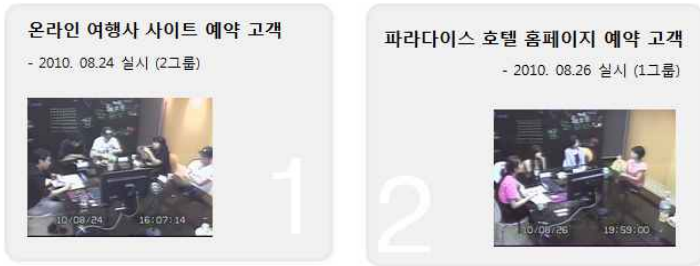 온라인 여행사 사이트 예약 고객
- 2010. 08.24 실시 (2그룹)
10/08/24 16:07:14
1
파라다이스 호텔 홈페이지 예약 고객
- 2010. 08.26 실시 (1그룹)
10/08/26 19:59:00
2